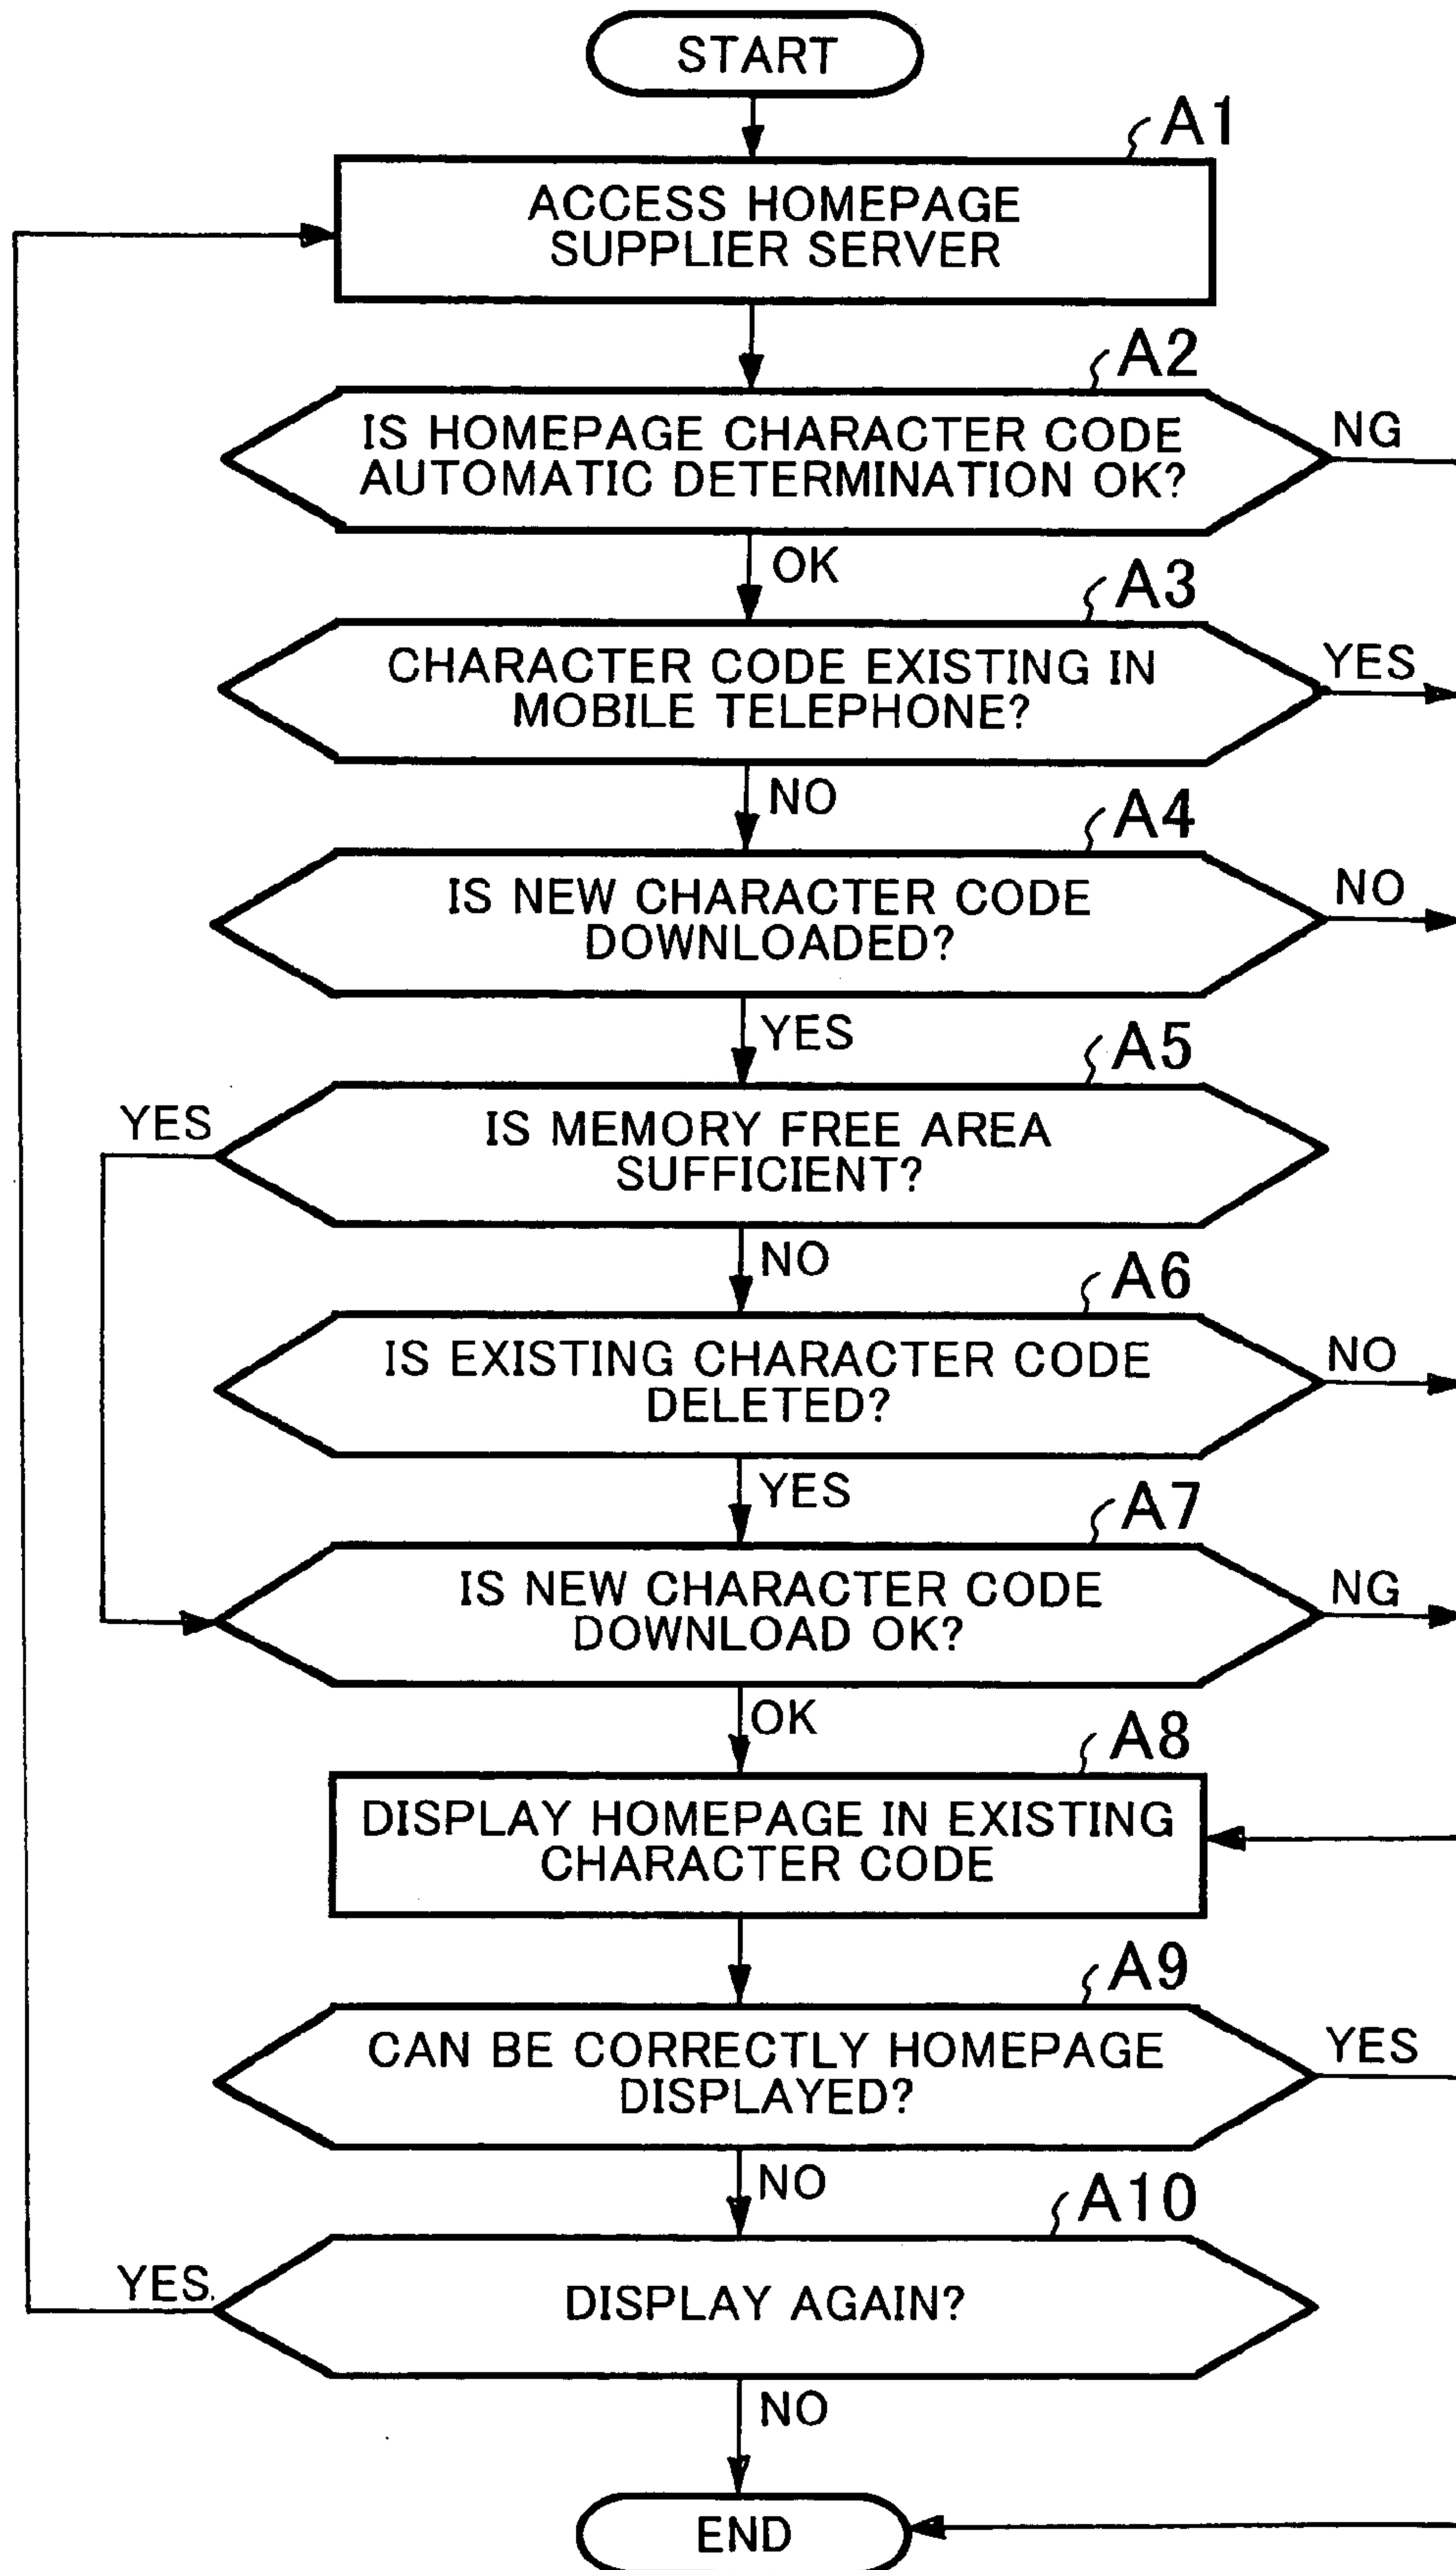 START
A1
ACCESS HOMEPAGE
SUPPLIER SERVER
A2
IS HOMEPAGE CHARACTER CODE
AUTOMATIC DETERMINATION OK?
NG
OK
A3
CHARACTER CODE EXISTING IN
MOBILE TELEPHONE?
YES
NO
A4
IS NEW CHARACTER CODE
DOWNLOADED?
NO
YES
A5
YES
IS MEMORY FREE AREA
SUFFICIENT?
NO
A6
IS EXISTING CHARACTER CODE
DELETED?
NO
YES
A7
IS NEW CHARACTER CODE
DOWNLOAD OK?
NG
OK
A8
DISPLAY HOMEPAGE IN EXISTING
CHARACTER CODE
A9
CAN BE CORRECTLY HOMEPAGE
DISPLAYED?
YES
NO
A10
YES
DISPLAY AGAIN?
NO
END